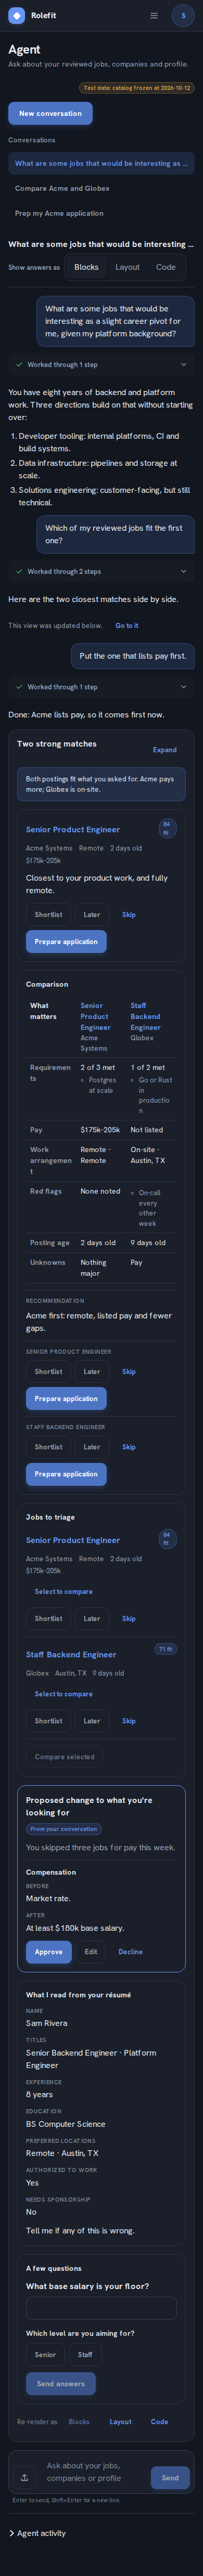 Rolefit
S
Agent
Ask about your reviewed jobs, companies and profile.
Test data: catalog frozen at 2026-10-12
New conversation
Conversations
What are some jobs that would be interesting as ...
Compare Acme and Globex
Prep my Acme application
What are some jobs that would be interesting ...
Show answers as
Blocks
Layout
Code
What are some jobs that would be
interesting as a slight career pivot for
me, given my platform background?
Worked through 1 step
You have eight years of backend and platform
work. Three directions build on that without starting
over:
1. Developer tooling: internal platforms, CI and
build systems.
2. Data infrastructure: pipelines and storage at
scale.
3. Solutions engineering: customer-facing, but still
technical.
Which of my reviewed jobs fit the first
one?
Worked through 2 steps
Here are the two closest matches side by side.
This view was updated below.
Go to it
Put the one that lists pay first.
Worked through 1 step
Done: Acme lists pay, so it comes first now.
Two strong matches
Expand
Both postings fit what you asked for. Acme pays
more; Globex is on-site.
Senior Product Engineer
84
fit
Acme Systems Remote 2 days old
$175k-205k
Closest to your product work, and fully
remote.
Shortlist
Later
Skip
Prepare application
Comparison
What
matters
Senior
Product
Engineer
Acme
Systems
Staff
Backend
Engineer
Globex
Requiremen
ts
2 of 3 met
Postgres
at scale
1 of 2 met
Go or Rust
in
productio
n
Pay
$175k-205k
Not listed
Work
arrangemen
t
Remote ·
Remote
On-site ·
Austin, TX
Red flags
None noted
On-call
every
other
week
Posting age
2 days old
9 days old
Unknowns
Nothing
major
Pay
RECOMMENDATION
Acme first: remote, listed pay and fewer
gaps.
SENIOR PRODUCT ENGINEER
Shortlist
Later
Skip
Prepare application
STAFF BACKEND ENGINEER
Shortlist
Later
Skip
Prepare application
Jobs to triage
Senior Product Engineer
84
fit
Acme Systems Remote 2 days old
$175k-205k
Select to compare
Shortlist
Later
Skip
Staff Backend Engineer
71 fit
Globex Austin, TX 9 days old
Select to compare
Shortlist
Later
Skip
Compare selected
Proposed change to what you're
looking for
From your conversation
You skipped three jobs for pay this week.
Compensation
BEFORE
Market rate.
AFTER
At least $180k base salary.
Approve
Edit
Decline
What I read from your résumé
NAME
Sam Rivera
TITLES
Senior Backend Engineer · Platform
Engineer
EXPERIENCE
8 years
EDUCATION
BS Computer Science
PREFERRED LOCATIONS
Remote · Austin, TX
AUTHORIZED TO WORK
Yes
NEEDS SPONSORSHIP
No
Tell me if any of this is wrong.
A few questions
What base salary is your floor?
Which level are you aiming for?
Senior
Staff
Send answers
Re-render as
Blocks
Layout
Code
Ask about your jobs,
companies or profile
Send
Enter to send, Shift+Enter for a new line.
Agent activity